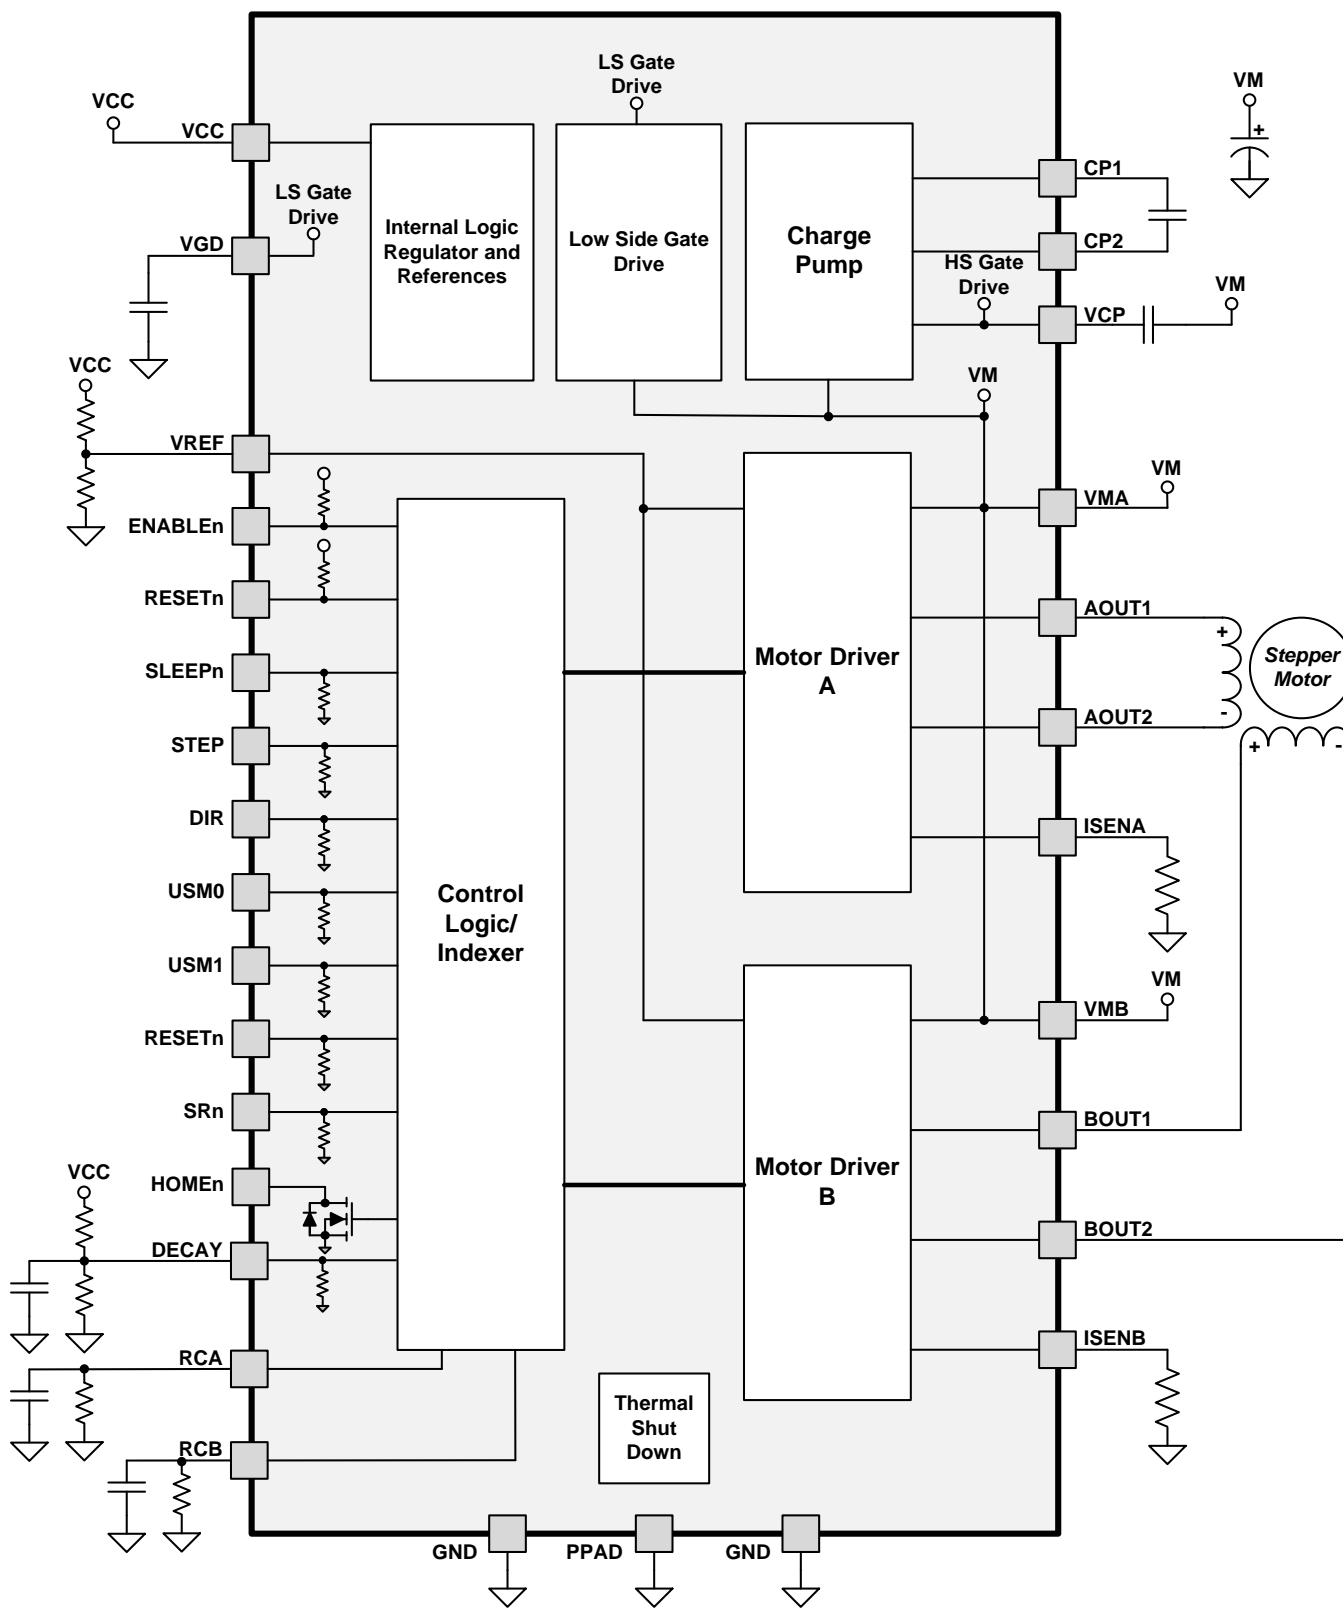 LS Gate
Drive
VM
VCC
VCC
CP1
LS Gate
Drive
Internal Logic
Regulator and
References
Low Side Gate
Drive
Charge
Pump
VGD
CP2
HS Gate
Drive
VM
VCP
VCC
VM
VREF
VM
VMA
ENABLEn
RESETn
AOUT1
+
-
Stepper
Motor
SLEEPn
Motor Driver
A
STEP
AOUT2
+
-
DIR
ISENA
USM0
Control
Logic/
Indexer
USM1
VM
VMB
RESETn
SRn
BOUT1
VCC
HOMEn
Motor Driver
B
DECAY
BOUT2
RCA
ISENB
Thermal
Shut
Down
RCB
GND
PPAD
GND